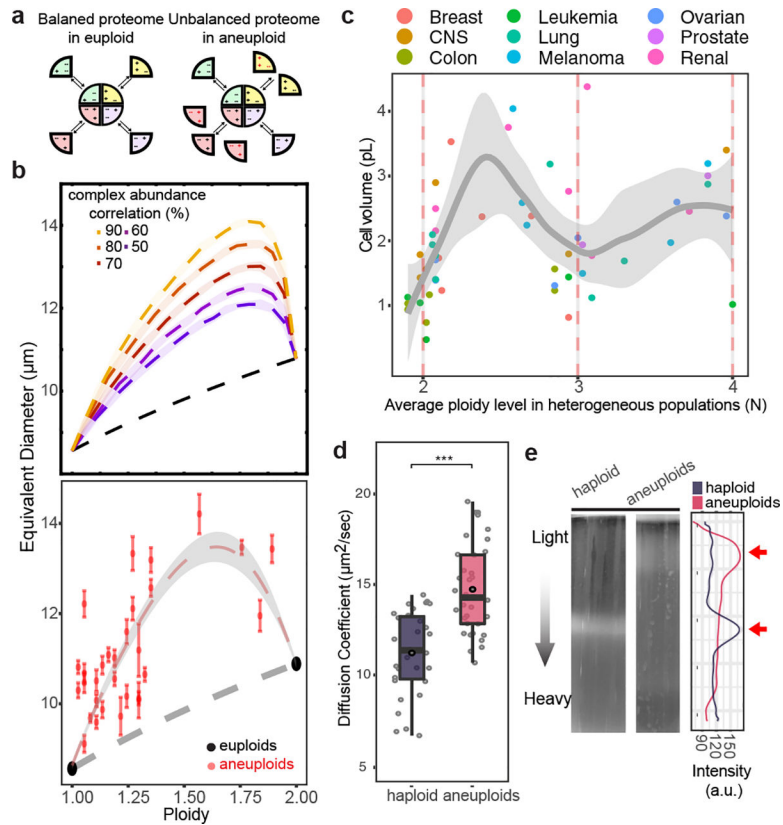 a
Balaned proteome
in euploid
Unbalanced proteome
in aneuploid
b
complex abundance
correlation (%)
90 60
80 50
70
14
12
10
Equivalent Diameter (µm)
14
12
10
euploids
aneuploids
1.00 1.25 1.50 1.75 2.00
Ploidy
c
Breast Leukemia Ovarian
CNS Lung Prostate
Colon Melanoma Renal
Cell volume (pL)
4
3
2
1
2 3 4
Average ploidy level in heterogeneous populations (N)
d
***
Diffusion Coefficient (µm2/sec)
20
15
10
5
haploid aneuploids
e
haploid
aneuploids
Light
Heavy
haploid
aneuploids
90
120
150
Intensity
(a.u.)